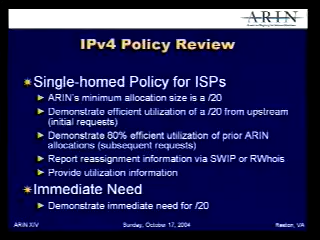 ARIN
IPv4 Policy Review
Single-homed Policy for ISPs
ARIN's minimum allocation size is a /20
Demonstrate efficient utilization of a /20 from upstream
(initial requests)
Demonstrate 80% efficient utilization of prior ARIN
allocations (subsequent requests)
Report reassignment information via SWIP or RWhois
Provide utilization information
Immediate Need
Demonstrate immediate need for /20
ARIN XIV
Sunday, October 17, 2004
Reston, VA